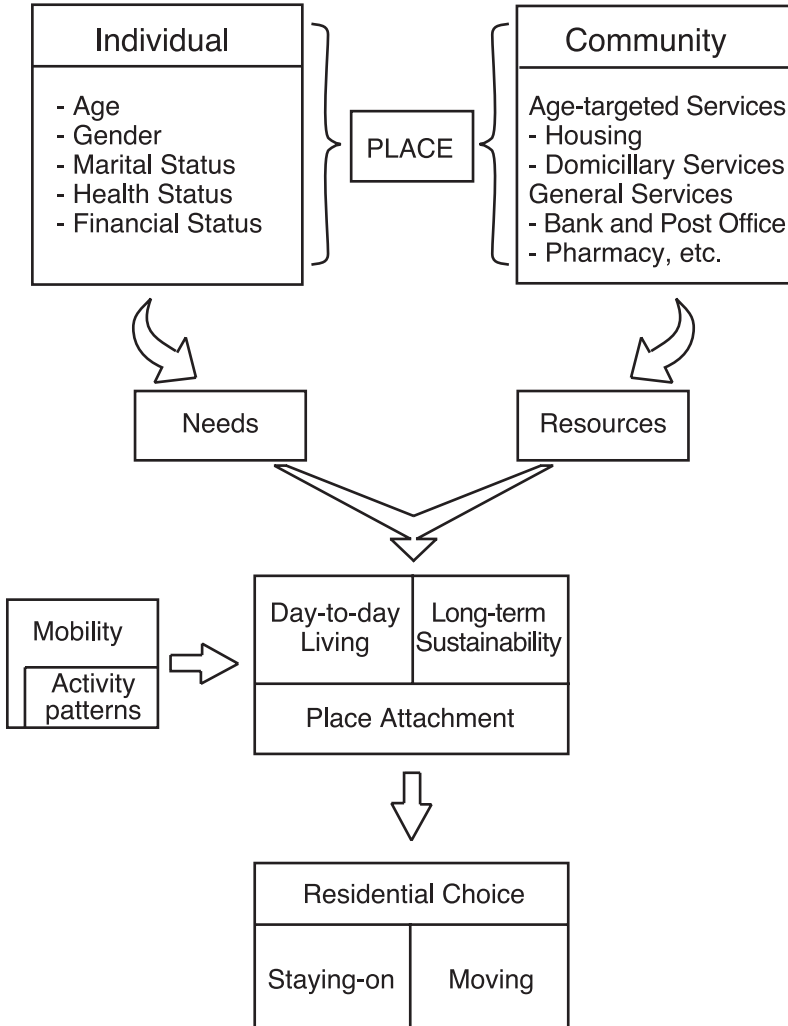 Individual
- Age
- Gender
- Marital Status
- Health Status
- Financial Status
PLACE
Community
Age-targeted Services
- Housing
- Domicillary Services
General Services
- Bank and Post Office
- Pharmacy, etc.
Needs
Resources
Mobility
Activity
patterns
Day-to-day
Living
Long-term
Sustainability
Place Attachment
Residential Choice
Staying-on
Moving